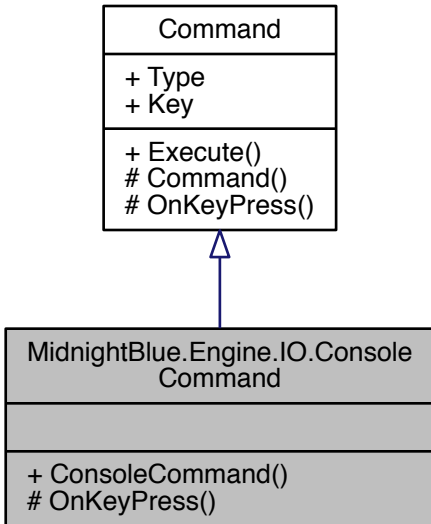 Command
+ Type
+ Key
+ Execute()
# Command()
# OnKeyPress()
MidnightBlue.Engine.IO.Console
Command
+ ConsoleCommand()
# OnKeyPress()